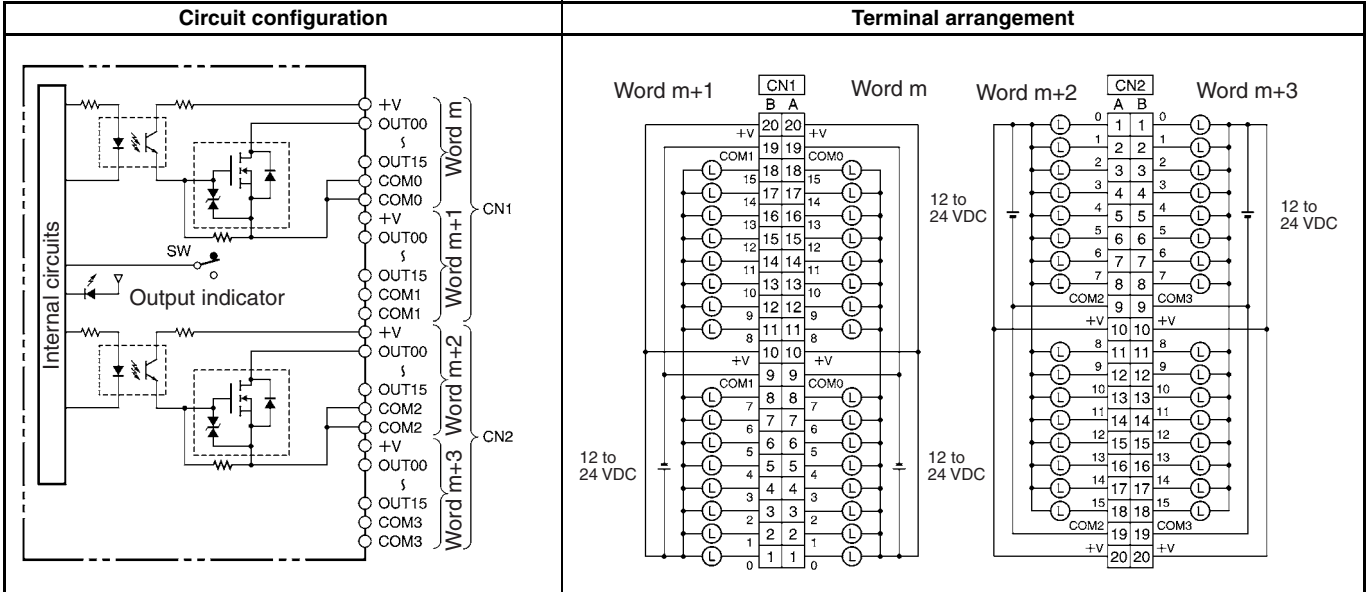 Circuit configuration
Terminal arrangement
Internal circuits
SW
Output indicator
+V
OUT00
OUT15
COM0
COM0
Word m
+V
OUT00
OUT15
COM1
COM1
Word m+1
CN1
+V
OUT00
OUT15
COM2
COM2
Word m+2
+V
OUT00
OUT15
COM3
COM3
Word m+3
CN2
Word m+1
CN1
Word m
B A
20 20
+V +V
19 19
COM1 COM0
L 18 18 L
15 15
L 17 17 L
14 14
L 16 16 L
13 13
L 15 15 L
12 12
L 14 14 L
11 11
L 13 13 L
10 10
L 12 12 L
9 9
L 11 11 L
8 8
10 10
+V +V
9 9
COM1 COM0
L 8 8 L
7 7
L 7 7 L
6 6
L 6 6 L
5 5
L 5 5 L
4 4
L 4 4 L
3 3
L 3 3 L
2 2
L 2 2 L
1 1
L 1 1 L
0 0
12 to
24 VDC
12 to
24 VDC
Word m+2
CN2
Word m+3
A B
0 0
L 1 1 L
1 1
L 2 2 L
2 2
L 3 3 L
3 3
L 4 4 L
4 4
L 5 5 L
5 5
L 6 6 L
6 6
L 7 7 L
7 7
L 8 8 L
COM2 COM3
9 9
+V +V
10 10
8 8
L 11 11 L
9 9
L 12 12 L
10 10
L 13 13 L
11 11
L 14 14 L
12 12
L 15 15 L
13 13
L 16 16 L
14 14
L 17 17 L
15 15
L 18 18 L
COM2 COM3
19 19
+V +V
20 20
12 to
24 VDC
12 to
24 VDC